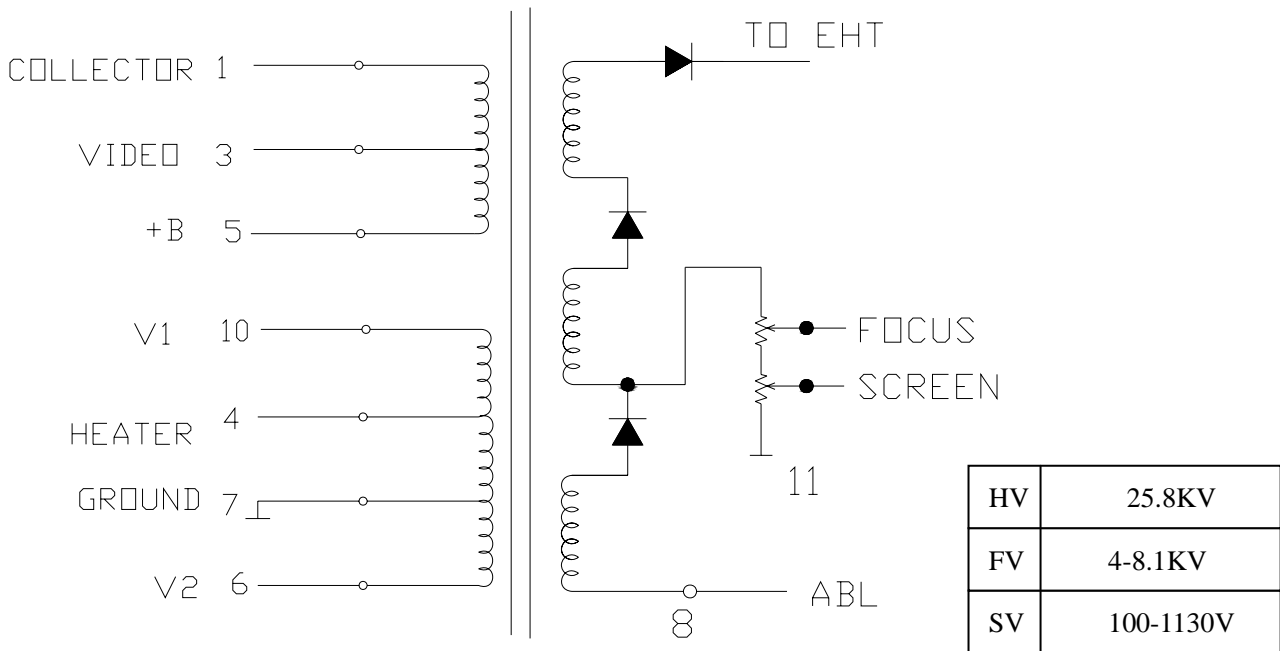 TO EHT
COLLECTOR 1
VIDEO 3
+B 5
V1 10
FOCUS
SCREEN
HEATER 4
GROUND 7
11
V2 6
ABL
8
HV 25.8KV
FV 4-8.1KV
SV 100-1130V